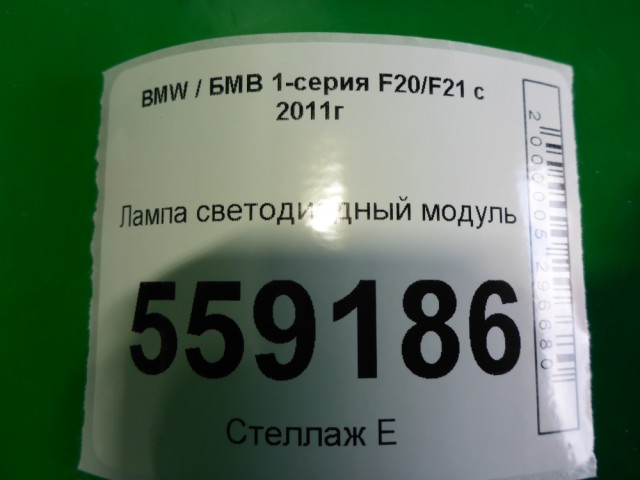 BMW / БМВ 1-серия F20/F21 с
2011г
Лампа светодиодный модуль
559186
Стеллаж Е
2000005296680